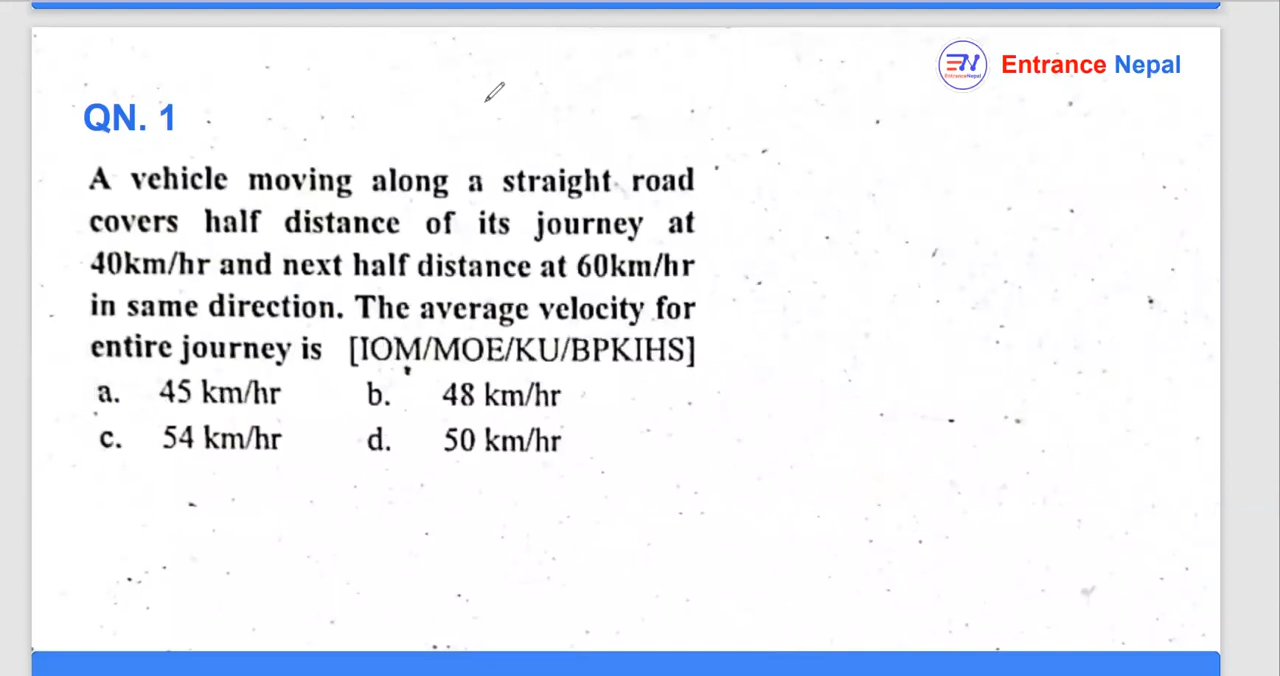 Entrance Nepal
EntranceNepal
QN. 1
A vehicle moving along a straight road
covers half distance of its journey at
40km/hr and next half distance at 60km/hr
in same direction. The average velocity for
entire journey is [IOM/MOE/KU/BPKIHS]
a. 45 km/hr b. 48 km/hr
c. 54 km/hr d. 50 km/hr